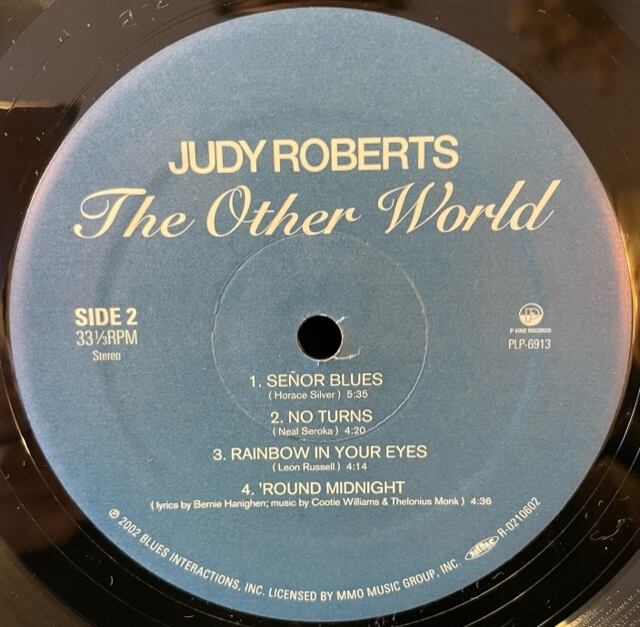 JUDY ROBERTS
The Other World
SIDE 2
33⅓RPM
Stereo
P VINE RECORDS
PLP-6913
1. SEÑOR BLUES
( Horace Silver ) 5:35
2. NO TURNS
( Neal Seroka ) 4:20
3. RAINBOW IN YOUR EYES
( Leon Russell ) 4:14
4. 'ROUND MIDNIGHT
( lyrics by Bernie Hanighen; music by Cootie Williams & Thelonius Monk ) 4:36
℗ 2002 BLUES INTERACTIONS, INC. LICENSED BY MMO MUSIC GROUP, INC. R-0210602